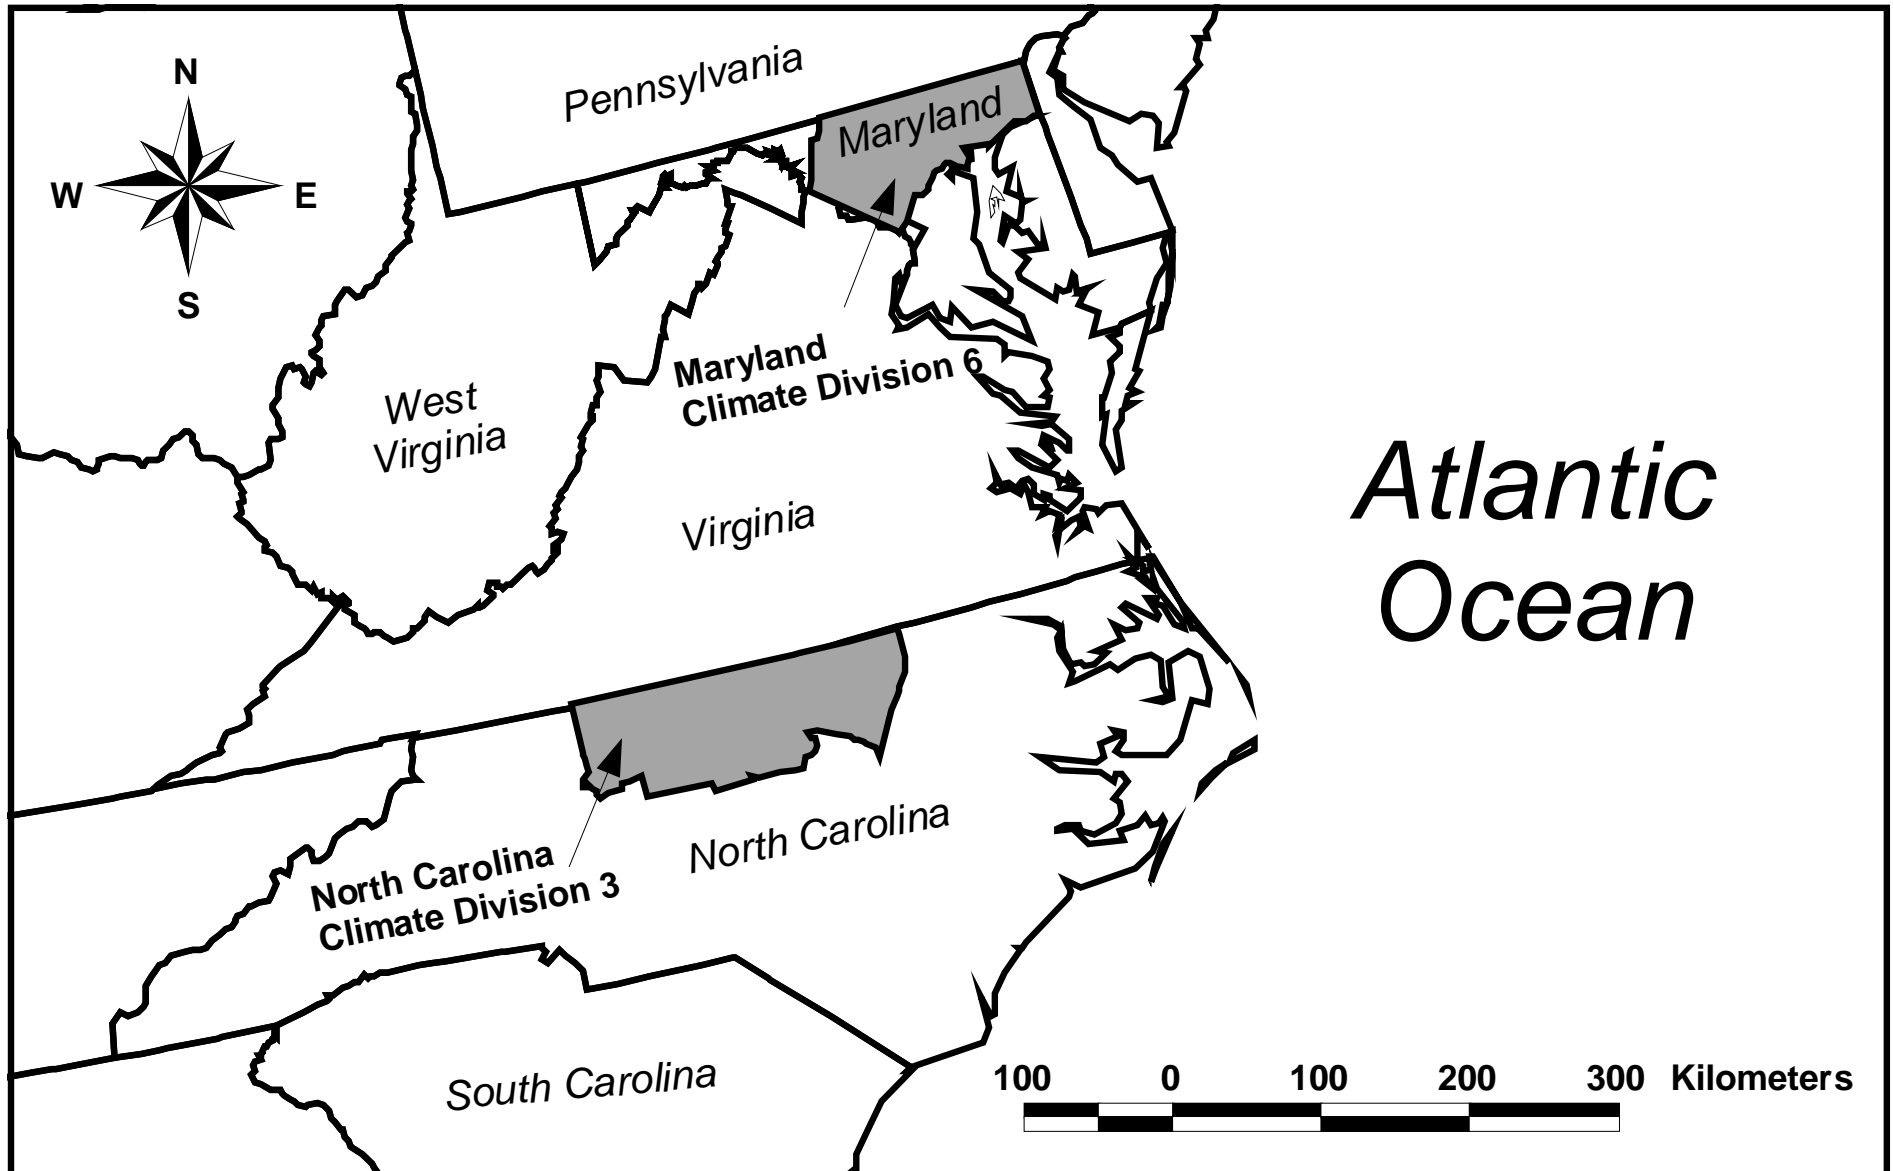 N
Pennsylvania
Maryland
W
E
S
Maryland
Climate Division 6
West
Virginia
Atlantic
Ocean
Virginia
North Carolina
North Carolina
Climate Division 3
South Carolina
100 0 100 200 300 Kilometers